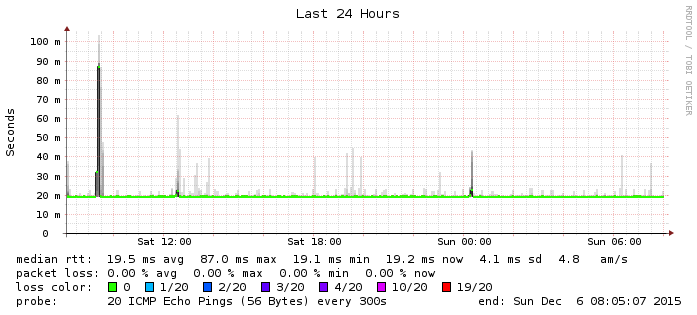 Last 24 Hours
RRDTOOL / TOBI OETIKER
Seconds
100 m
90 m
80 m
70 m
60 m
50 m
40 m
30 m
20 m
10 m
0
Sat 12:00 Sat 18:00 Sun 00:00 Sun 06:00
median rtt: 19.5 ms avg 87.0 ms max 19.1 ms min 19.2 ms now 4.1 ms sd 4.8 am/s
packet loss: 0.00 % avg 0.00 % max 0.00 % min 0.00 % now
loss color: 0 1/20 2/20 3/20 4/20 10/20 19/20
probe: 20 ICMP Echo Pings (56 Bytes) every 300s end: Sun Dec 6 08:05:07 2015